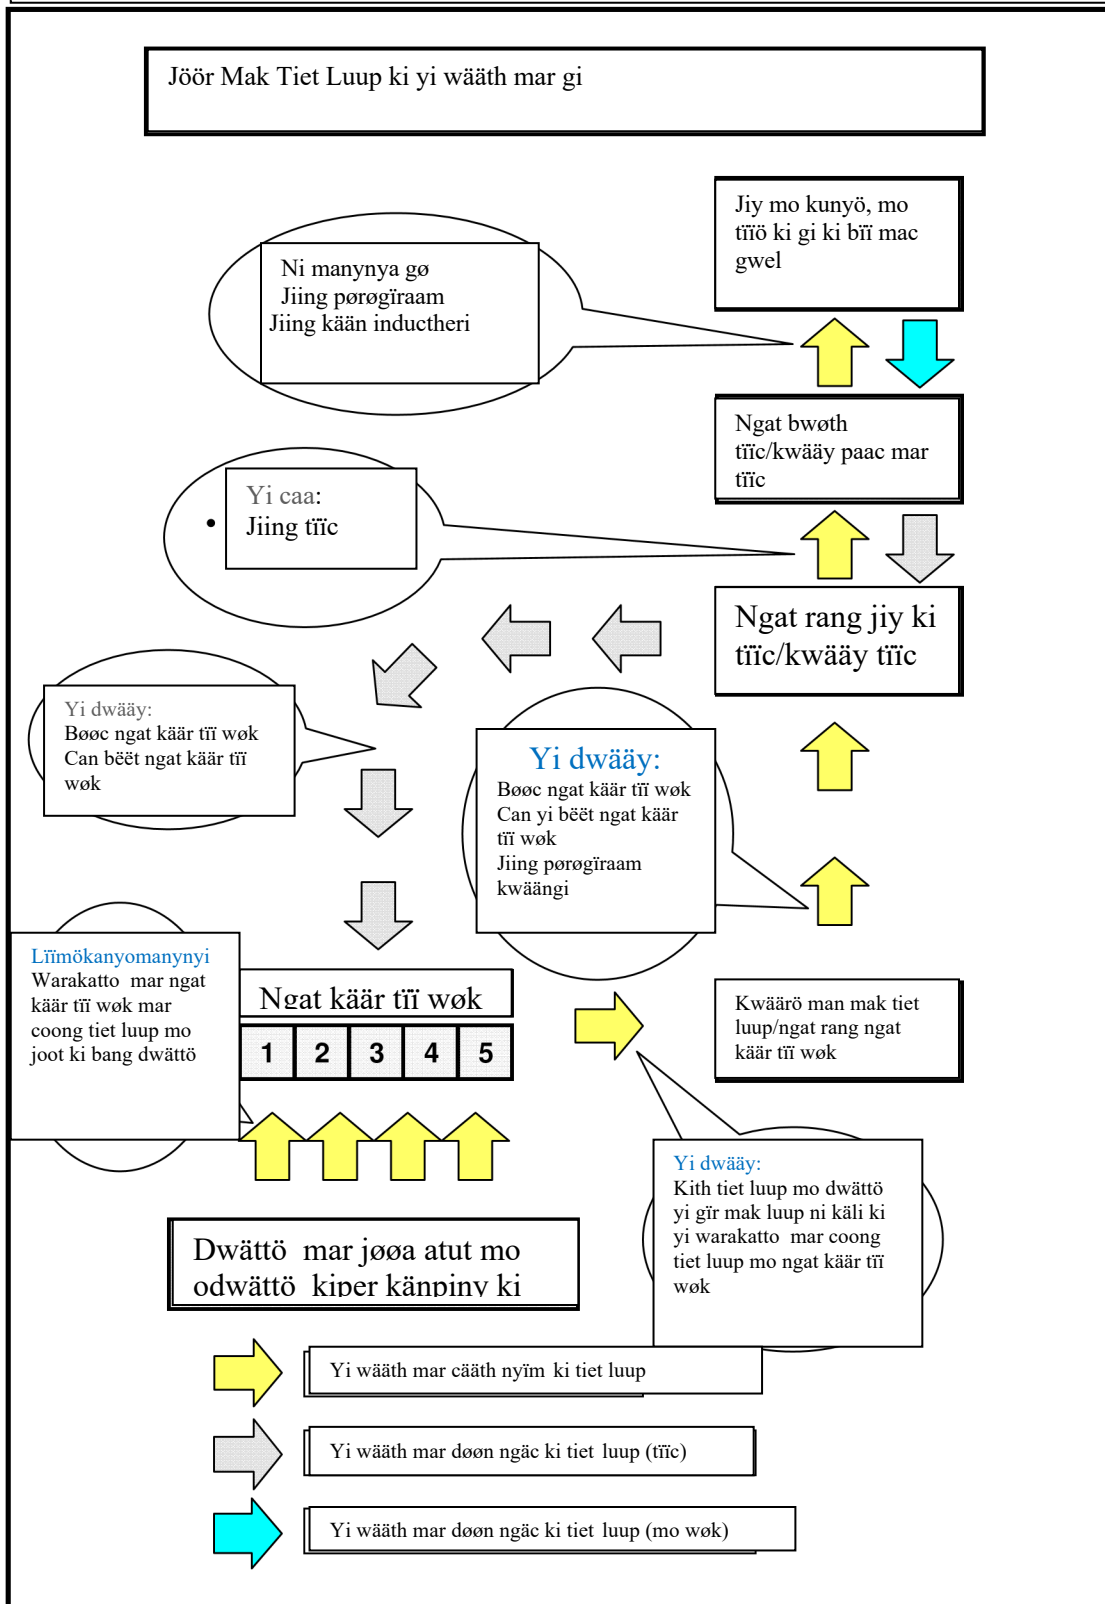 Jöör Mak Tiet Luup ki yi wääth mar gi
Jiy mo kunyö, mo
tïïö ki gi ki bïï mac
gwel
Ni manynya gø
Jiing pørøgïraam
Jiing kään inductheri
Ngat bwøth
tïïc/kwääy paac mar
tïïc
Yi caa:
• Jiing tïïc
Ngat rang jiy ki
tïïc/kwääy tïïc
Yi dwääy:
Bøøc ngat käär tïï wøk
Can bëët ngat käär tïï
wøk
Yi dwääy:
Bøøc ngat käär tïï wøk
Can yi bëët ngat käär
tïï wøk
Jiing pørøgïraam
kwäängi
Lïïmökanyomanynyi
Warakatto mar ngat
käär tïï wøk mar
coong tiet luup mo
joot ki bang dwättö
Ngat käär tïï wøk
1 2 3 4 5
Kwäärö man mak tiet
luup/ngat rang ngat
käär tïï wøk
Yi dwääy:
Kith tiet luup mo dwättö
yi gïr mak luup ni käli ki
yi warakatto mar coong
tiet luup mo ngat käär tïï
wøk
Dwättö mar jøøa atut mo
odwättö kiper känpiny ki
Yi wääth mar cääth nyïm ki tiet luup
Yi wääth mar døøn ngäc ki tiet luup (tïïc)
Yi wääth mar døøn ngäc ki tiet luup (mo wøk)